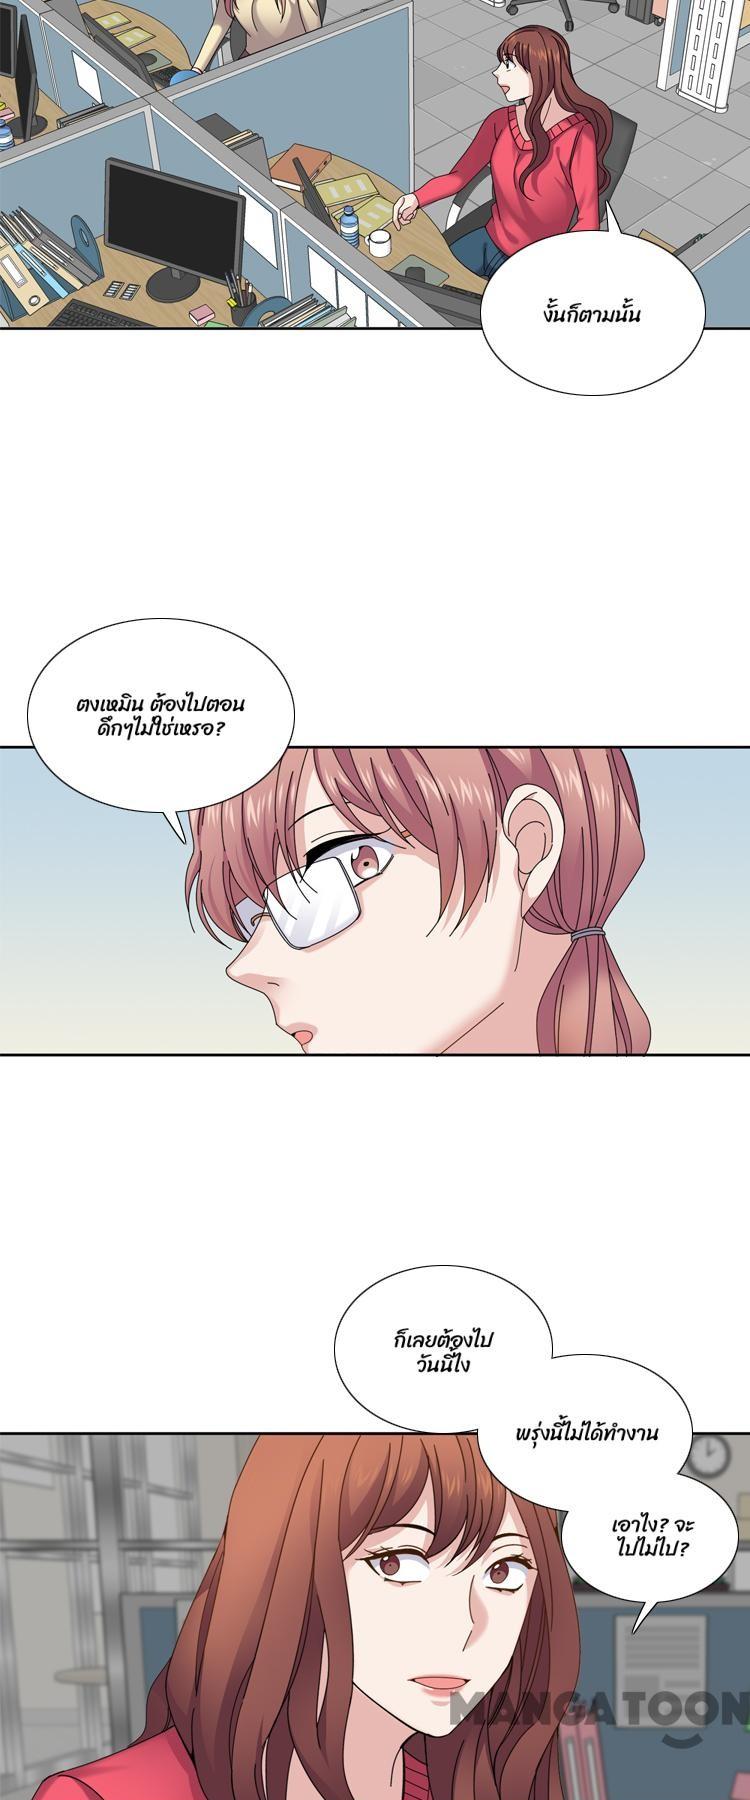 งั้นก็ตามนั้น
ตงเหมิน ต้องไปตอน
ดึกๆไม่ใช่เหรอ?
ก็เลยต้องไป
วันนี้ไง
พรุ่งนี้ไม่ได้ทำงาน
เอาไง? จะ
ไปไม่ไป?
MANGATOON